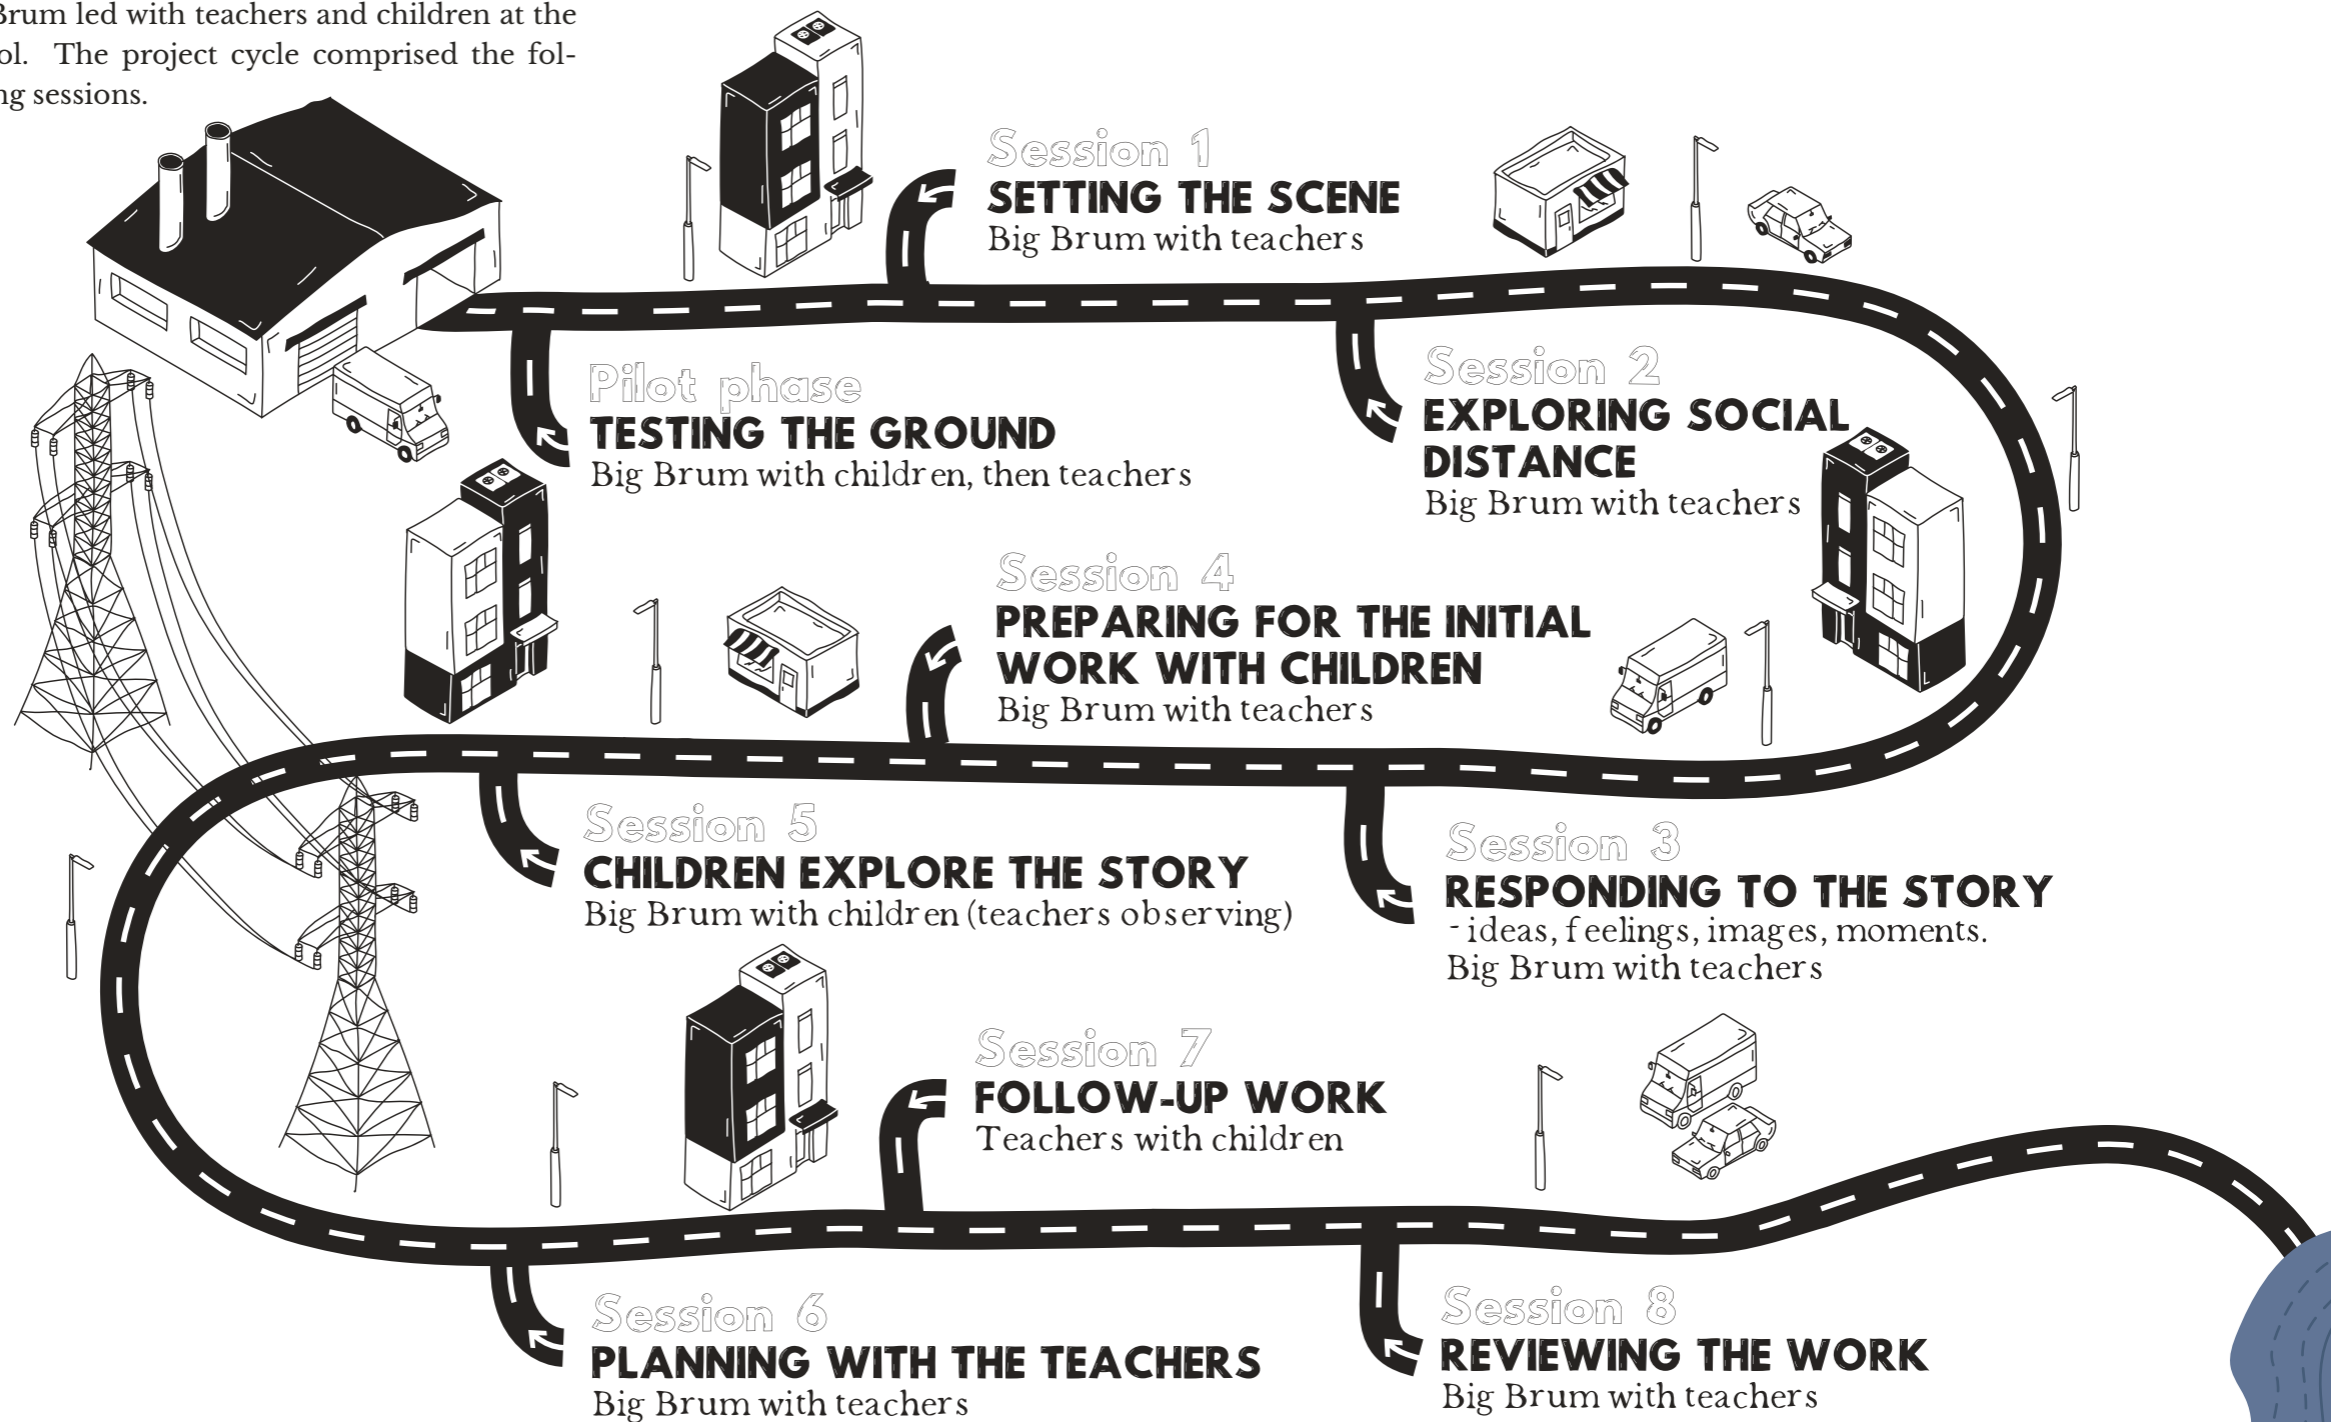 Brum led with teachers and children at the
ol. The project cycle comprised the fol-
ng sessions.
Pilot phase
TESTING THE GROUND
Big Brum with children, then teachers
Session 1
SETTING THE SCENE
Big Brum with teachers
Session 2
EXPLORING SOCIAL
DISTANCE
Big Brum with teachers
Session 3
RESPONDING TO THE STORY
- ideas, feelings, images, moments.
Big Brum with teachers
Session 4
PREPARING FOR THE INITIAL
WORK WITH CHILDREN
Big Brum with teachers
Session 5
CHILDREN EXPLORE THE STORY
Big Brum with children (teachers observing)
Session 6
PLANNING WITH THE TEACHERS
Big Brum with teachers
Session 7
FOLLOW-UP WORK
Teachers with children
Session 8
REVIEWING THE WORK
Big Brum with teachers